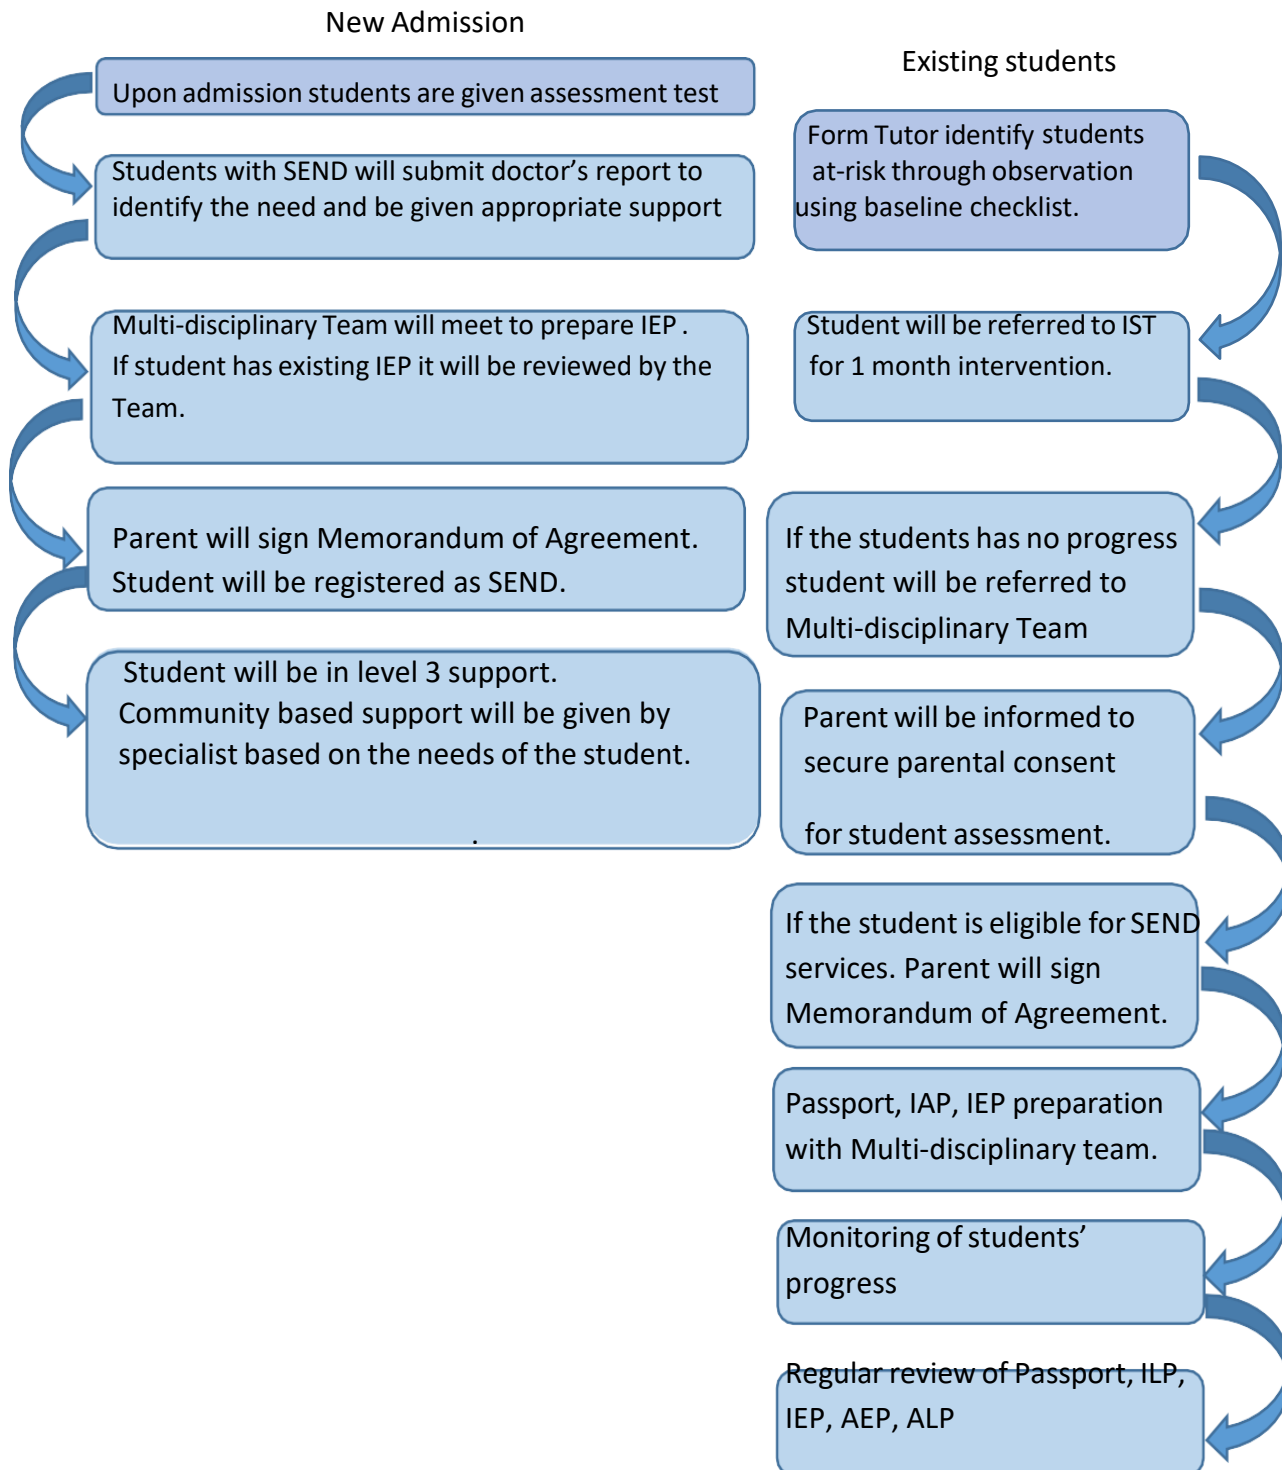 New Admission
Upon admission students are given assessment test
Students with SEND will submit doctor’s report to
identify the need and be given appropriate support
Multi-disciplinary Team will meet to prepare IEP .
If student has existing IEP it will be reviewed by the
Team.
Parent will sign Memorandum of Agreement.
Student will be registered as SEND.
Student will be in level 3 support.
Community based support will be given by
specialist based on the needs of the student.
.
Existing students
Form Tutor identify students
at-risk through observation
using baseline checklist.
Student will be referred to IST
for 1 month intervention.
If the students has no progress
student will be referred to
Multi-disciplinary Team
Parent will be informed to
secure parental consent
for student assessment.
If the student is eligible for SEND
services. Parent will sign
Memorandum of Agreement.
Passport, IAP, IEP preparation
with Multi-disciplinary team.
Monitoring of students’
progress
Regular review of Passport, ILP,
IEP, AEP, ALP